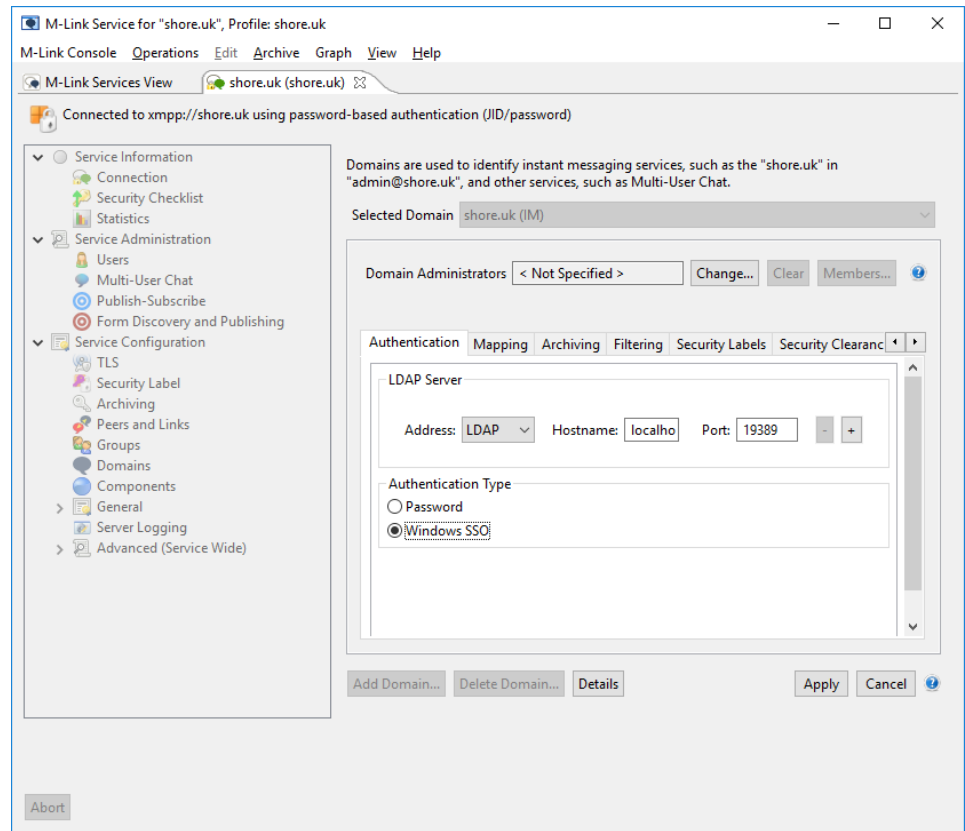 M-Link Service for "shore.uk", Profile: shore.uk
M-Link Console Operations Edit Archive Graph View Help
M-Link Services View shore.uk (shore.uk)
Connected to xmpp://shore.uk using password-based authentication (JID/password)
Service Information
Connection
Security Checklist
Statistics
Service Administration
Users
Multi-User Chat
Publish-Subscribe
Form Discovery and Publishing
Service Configuration
TLS
Security Label
Archiving
Peers and Links
Groups
Domains
Components
General
Server Logging
Advanced (Service Wide)
Domains are used to identify instant messaging services, such as the "shore.uk" in
"admin@shore.uk", and other services, such as Multi-User Chat.
Selected Domain shore.uk (IM)
Domain Administrators < Not Specified > Change... Clear Members...
Authentication Mapping Archiving Filtering Security Labels Security Clearanc
LDAP Server
Address: LDAP Hostname: localho Port: 19389 - +
Authentication Type
Password
Windows SSO
Add Domain... Delete Domain... Details Apply Cancel
Abort